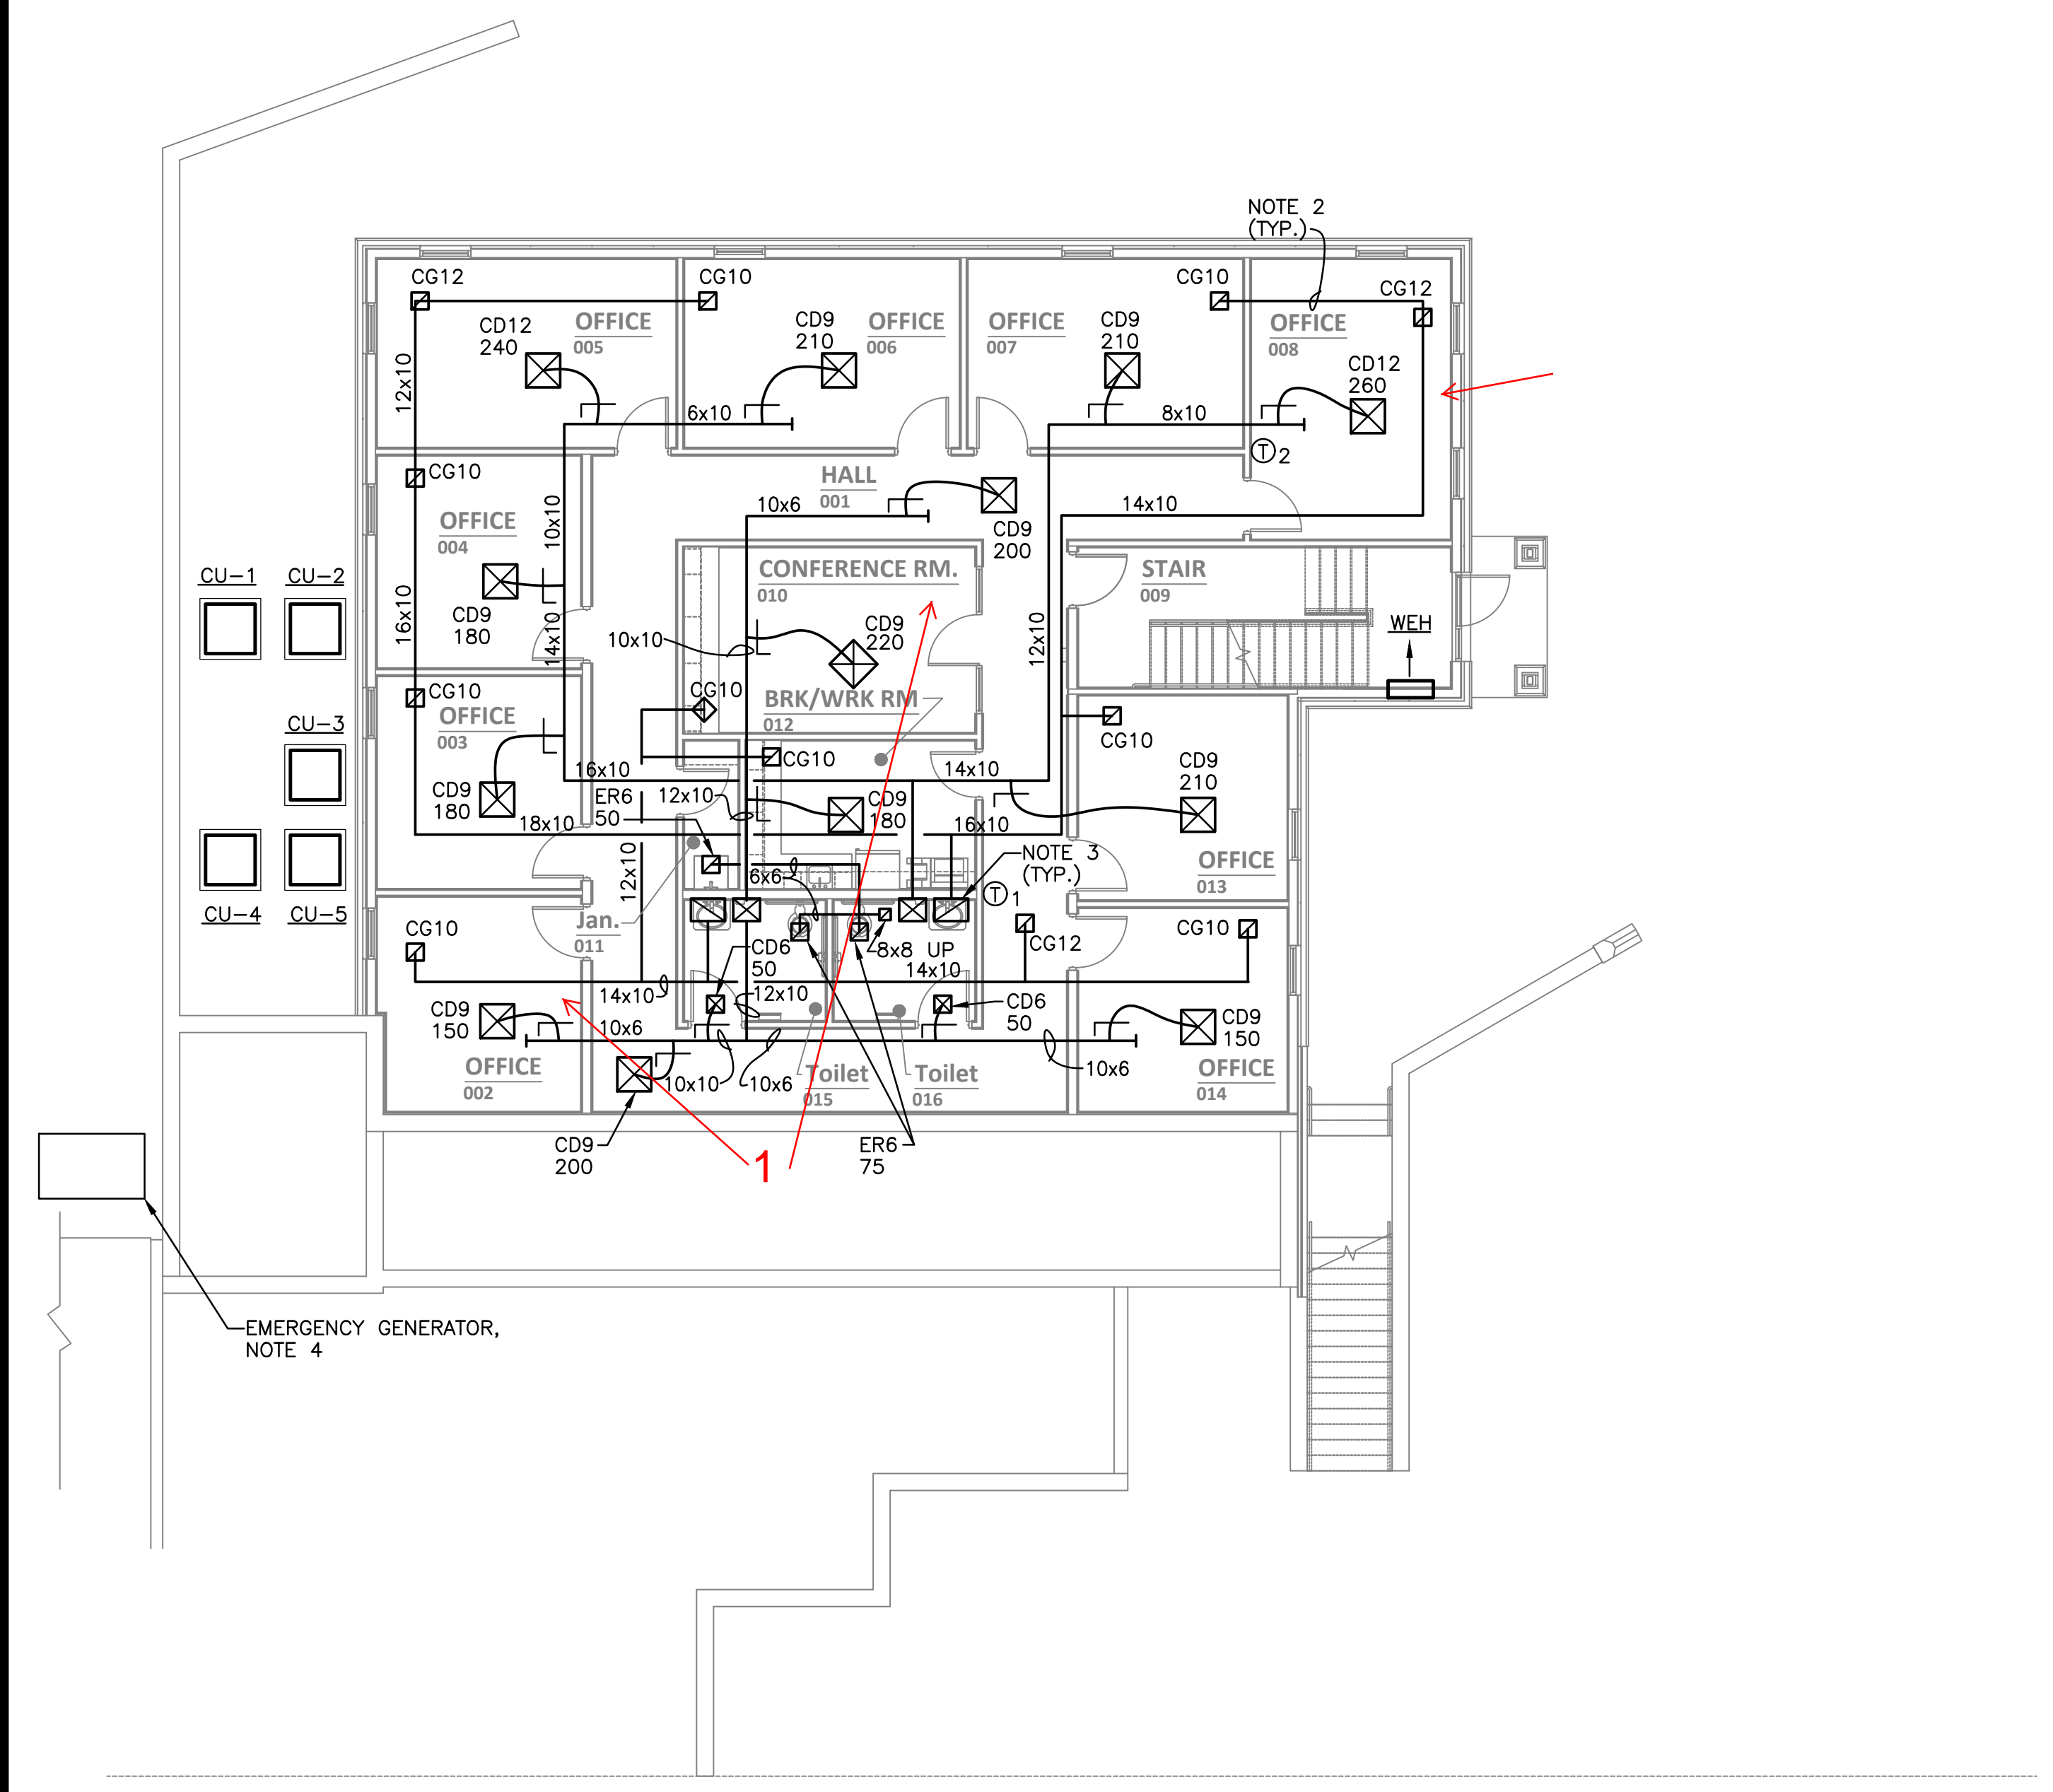 NOTE 2
(TYP.)
CG12
CG10
CG10
CG12
CD12
240
OFFICE
005
CD9
210
OFFICE
006
OFFICE
007
CD9
210
OFFICE
008
CD12
260
12x10
6x10
8x10
T 2
CG10
HALL
001
10x6
14x10
OFFICE
004
10x10
CD9
200
CONFERENCE RM.
010
STAIR
009
CU-1
CU-2
CD9
180
16x10
14x10
10x10
CD9
220
12x10
WEH
CG10
OFFICE
003
CG10
BRK/WRK RM
012
CU-3
CG10
CG10
16x10
14x10
CD9
210
CD9
180
ER6
50
12x10
CD9
180
18x10
16x10
NOTE 3
(TYP.)
OFFICE
013
12x10
6x6
T 1
CU-4
CU-5
CG10
Jan.
011
CD6
50
8x8 UP
14x10
CG12
CG10
14x10
12x10
CD6
50
CD9
150
10x6
CD9
150
OFFICE
002
10x10
10x6
Toilet
015
Toilet
016
10x6
OFFICE
014
CD9
200
1
ER6
75
EMERGENCY GENERATOR,
NOTE 4